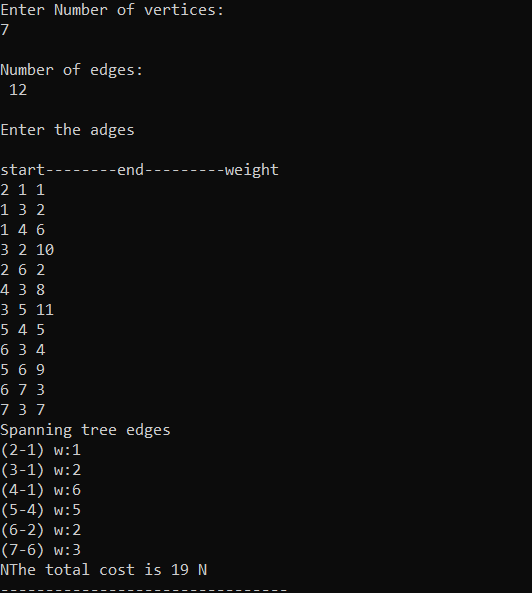 Enter Number of vertices:
7
Number of edges:
12
Enter the adges
start--------end---------weight
2 1 1
1 3 2
1 4 6
3 2 10
2 6 2
4 3 8
3 5 11
5 4 5
6 3 4
5 6 9
6 7 3
7 3 7
Spanning tree edges
(2-1) w:1
(3-1) w:2
(4-1) w:6
(5-4) w:5
(6-2) w:2
(7-6) w:3
NThe total cost is 19 N
--------------------------------